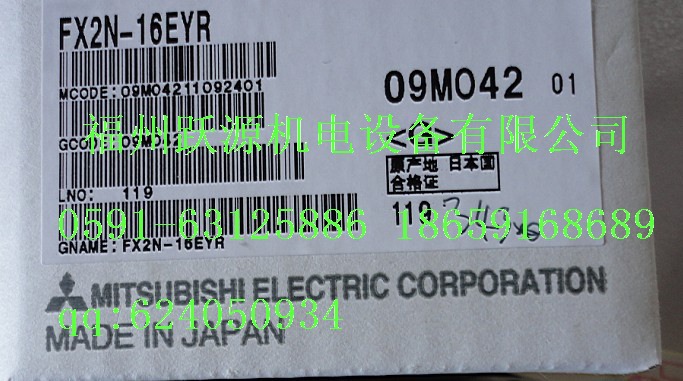 FX2N-16EYR
MCODE:09M04211092401
09M042 01
福州跃源机电设备有限公司
原产地 日本国
合格证
LNO: 119
119
0591-63125886 18659168689
GNAME:FX2N-16EYR
MITSUBISHI ELECTRIC CORPORATION
qq:624050934
MADE IN JAPAN